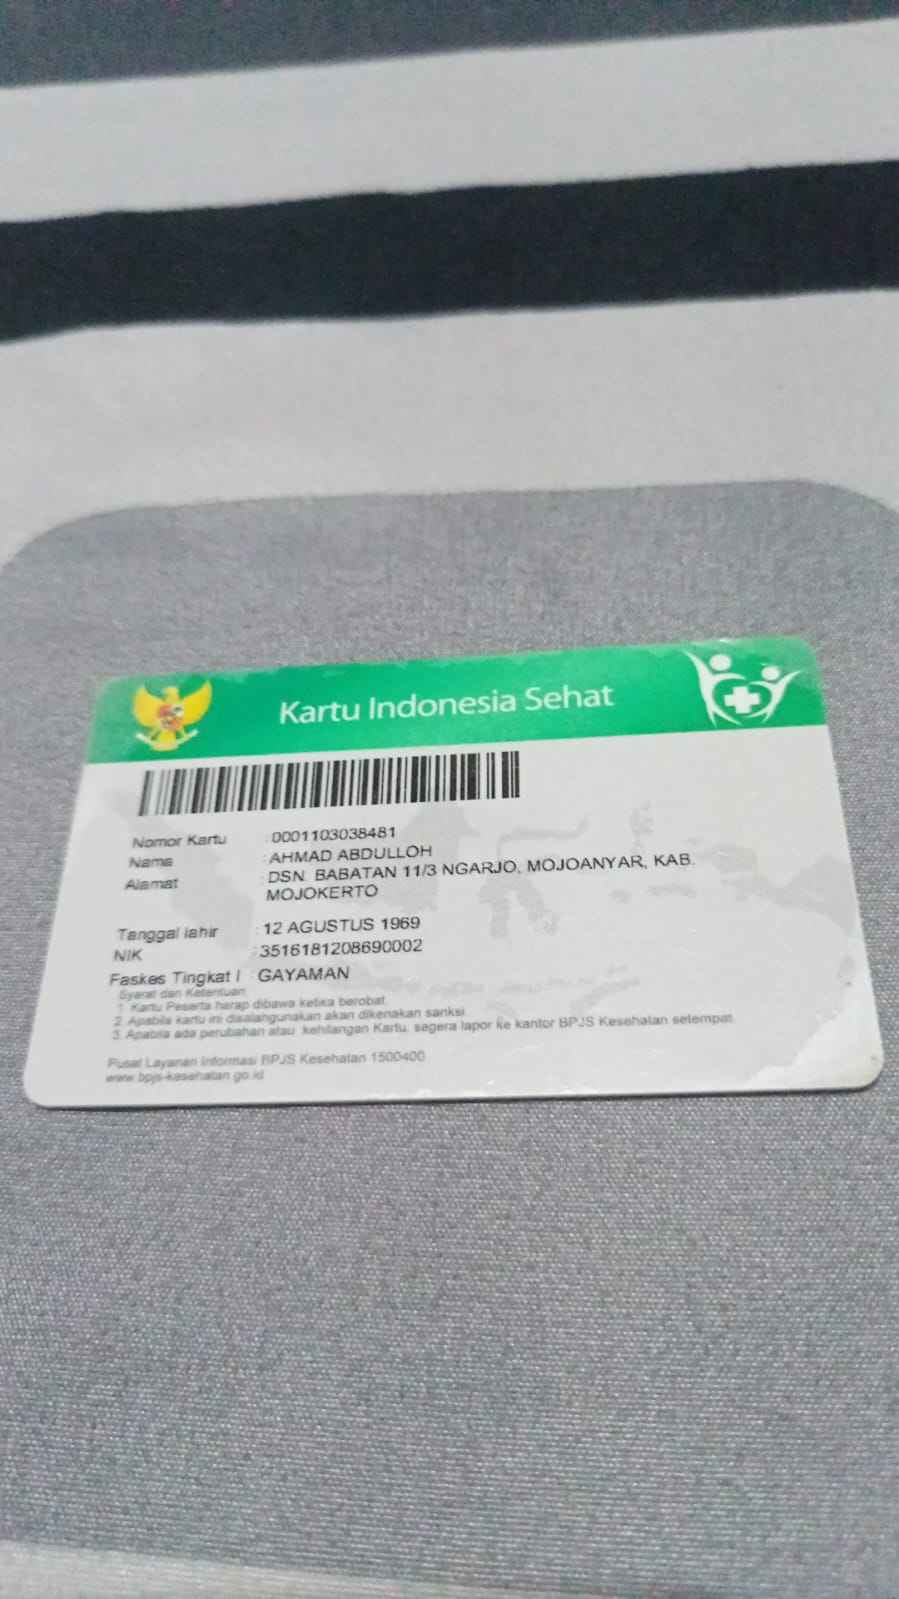 Kartu Indonesia Sehat
Nomor Kartu : 0001103038481
Nama : AHMAD ABDULLOH
Alamat : DSN. BABATAN 11/3 NGARJO, MOJOANYAR, KAB.
MOJOKERTO
Tanggal lahir : 12 AGUSTUS 1969
NIK : 3516181208690002
Faskes Tingkat I : GAYAMAN
Syarat dan Ketentuan
1. Kartu Peserta harap dibawa ketika berobat.
2. Apabila kartu ini disalahgunakan akan dikenakan sanksi.
3. Apabila ada perubahan atau kehilangan Kartu, segera lapor ke kantor BPJS Kesehatan setempat.
Pusat Layanan Informasi BPJS Kesehatan 1500400
www.bpjs-kesehatan.go.id